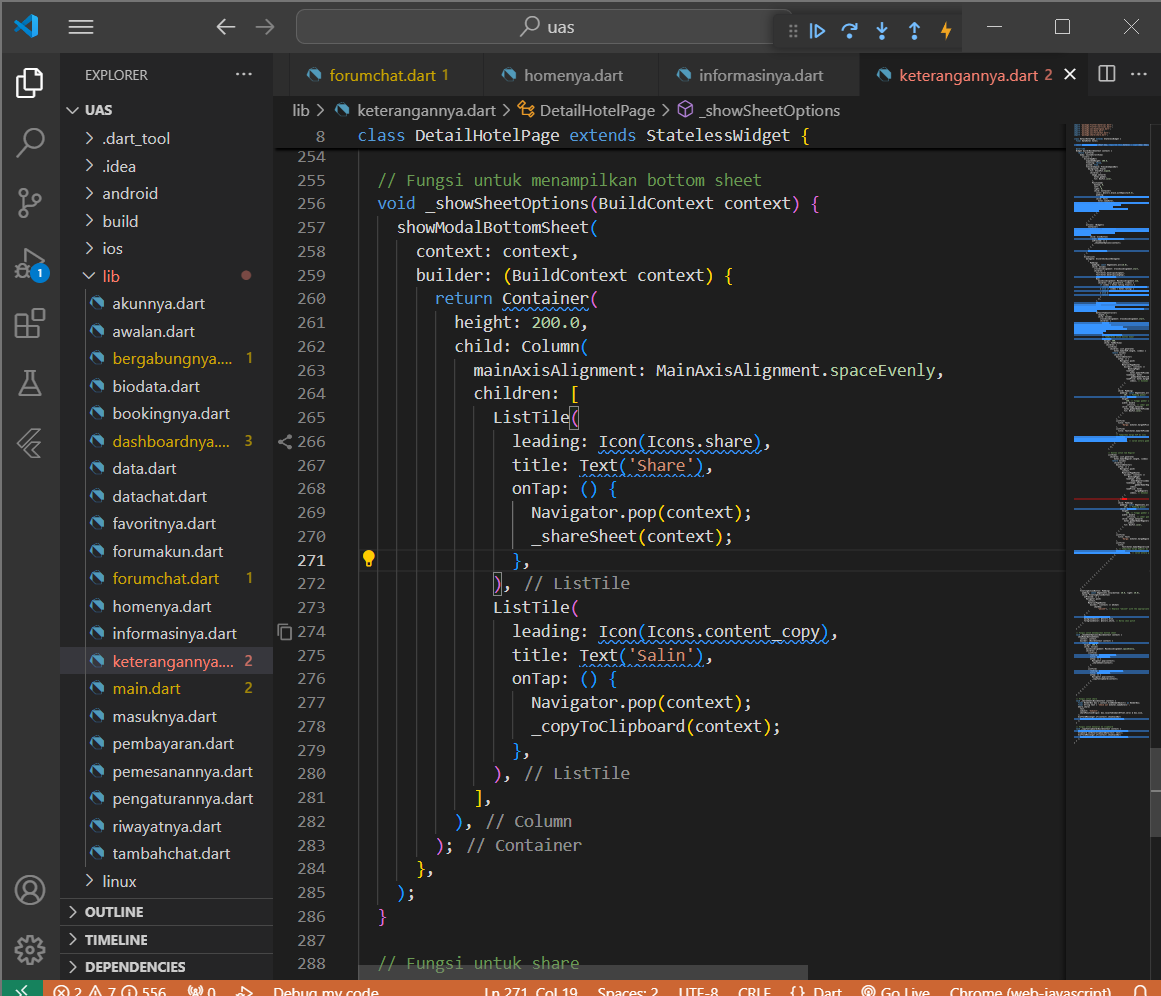 uas
EXPLORER
forumchat.dart 1
homenya.dart
informasinya.dart
keterangannya.dart 2
lib > keterangannya.dart > DetailHotelPage > _showSheetOptions
UAS
.dart_tool
.idea
android
build
ios
lib
akunnya.dart
awalan.dart
bergabungnya.... 1
biodata.dart
bookingnya.dart
dashboardnya.... 3
data.dart
datachat.dart
favoritnya.dart
forumakun.dart
forumchat.dart 1
homenya.dart
informasinya.dart
keterangannya.... 2
main.dart 2
masuknya.dart
pembayaran.dart
pemesanannya.dart
pengaturannya.dart
riwayatnya.dart
tambahchat.dart
linux
OUTLINE
TIMELINE
DEPENDENCIES
1
8 class DetailHotelPage extends StatelessWidget {
254
255 // Fungsi untuk menampilkan bottom sheet
256 void _showSheetOptions(BuildContext context) {
257 showModalBottomSheet(
258 context: context,
259 builder: (BuildContext context) {
260 return Container(
261 height: 200.0,
262 child: Column(
263 mainAxisAlignment: MainAxisAlignment.spaceEvenly,
264 children: [
265 ListTile(
266 leading: Icon(Icons.share),
267 title: Text('Share'),
268 onTap: () {
269 Navigator.pop(context);
270 _shareSheet(context);
271 },
272 ), // ListTile
273 ListTile(
274 leading: Icon(Icons.content_copy),
275 title: Text('Salin'),
276 onTap: () {
277 Navigator.pop(context);
278 _copyToClipboard(context);
279 },
280 ), // ListTile
281 ],
282 ), // Column
283 ); // Container
284 },
285 );
286 }
287
288 // Fungsi untuk share
2 7 556 0 Debug my code Ln 271, Col 19 Spaces: 2 UTF-8 CRLF {} Dart Go Live Chrome (web-javascript)